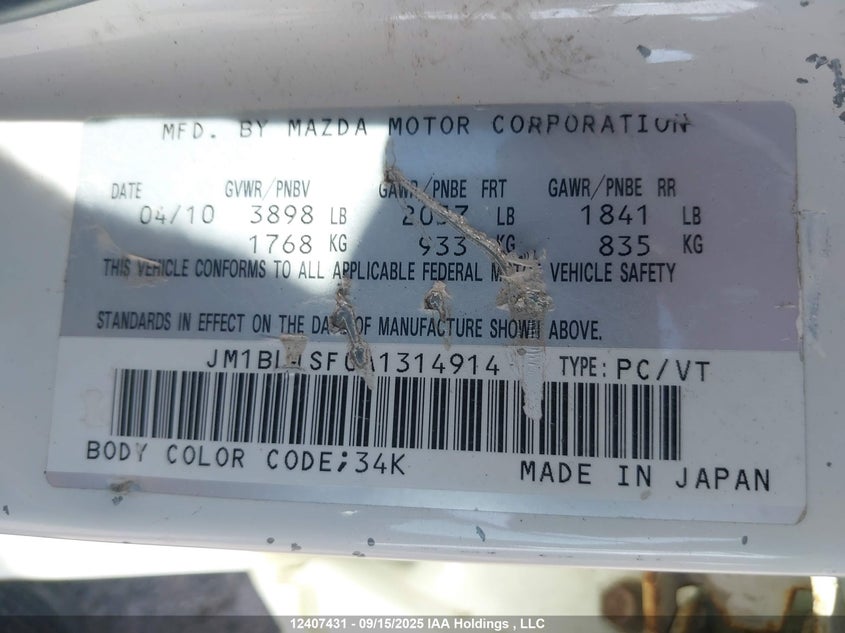 MFD. BY MAZDA MOTOR CORPORATION
DATE GVWR/PNBV GAWR/PNBE FRT GAWR/PNBE RR
04/10 3898 LB LB 1841 LB
1768 KG 933 KG 835 KG
THIS VEHICLE CONFORMS TO ALL APPLICABLE FEDERAL MOTOR VEHICLE SAFETY
STANDARDS IN EFFECT ON THE DATE OF MANUFACTURE SHOWN ABOVE.
TYPE: PC/VT
BODY COLOR CODE;34K
MADE IN JAPAN
12407431 - 09/15/2025 IAA Holdings , LLC